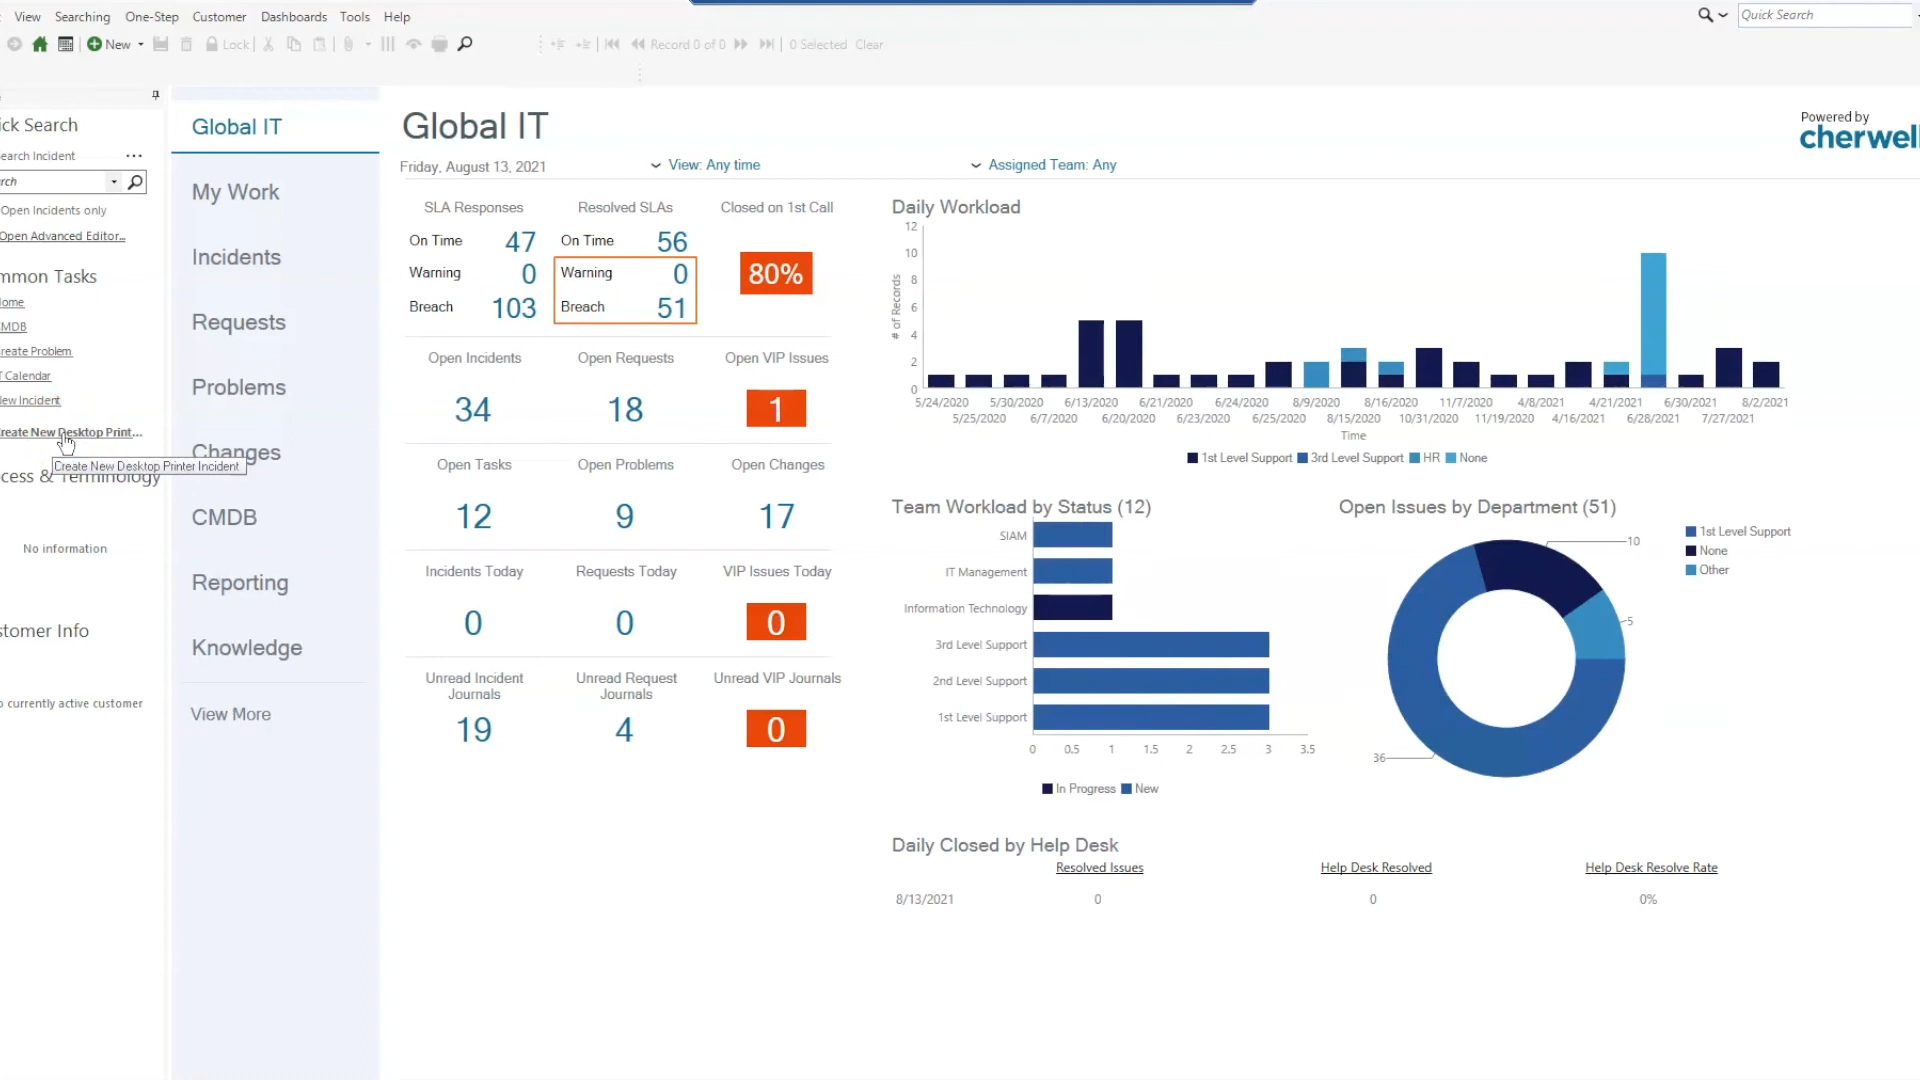 View Searching One-Step Customer Dashboards Tools Help
Quick Search
New Lock Record 0 of 0 0 Selected Clear
ick Search
earch Incident ...
rch
Open Incidents only
Open Advanced Editor...
mmon Tasks
ome
MDB
reate Problem
T Calendar
ew Incident
reate New Desktop Print...
Create New Desktop Printer Incident
cess & Terminology
No information
stomer Info
o currently active customer
Global IT
My Work
Incidents
Requests
Problems
Changes
CMDB
Reporting
Knowledge
View More
Global IT
Powered by
cherwell
Friday, August 13, 2021
View: Any time
Assigned Team: Any
SLA Responses Resolved SLAs Closed on 1st Call
On Time 47 On Time 56
Warning 0 Warning 0 80%
Breach 103 Breach 51
Open Incidents Open Requests Open VIP Issues
34 18 1
Open Tasks Open Problems Open Changes
12 9 17
Incidents Today Requests Today VIP Issues Today
0 0 0
Unread Incident Journals Unread Request Journals Unread VIP Journals
19 4 0
Daily Workload
12
10
8
6
4
2
0
# of Records
5/24/2020 5/30/2020 6/13/2020 6/21/2020 6/24/2020 8/9/2020 8/16/2020 11/7/2020 4/8/2021 4/21/2021 6/30/2021 8/2/2021
5/25/2020 6/7/2020 6/20/2020 6/23/2020 6/25/2020 8/15/2020 10/31/2020 11/19/2020 4/16/2021 6/28/2021 7/27/2021
Time
1st Level Support 3rd Level Support HR None
Team Workload by Status (12)
SIAM
IT Management
Information Technology
3rd Level Support
2nd Level Support
1st Level Support
0 0.5 1 1.5 2 2.5 3 3.5
In Progress New
Open Issues by Department (51)
10
5
36
1st Level Support
None
Other
Daily Closed by Help Desk
Resolved Issues Help Desk Resolved Help Desk Resolve Rate
8/13/2021 0 0 0%